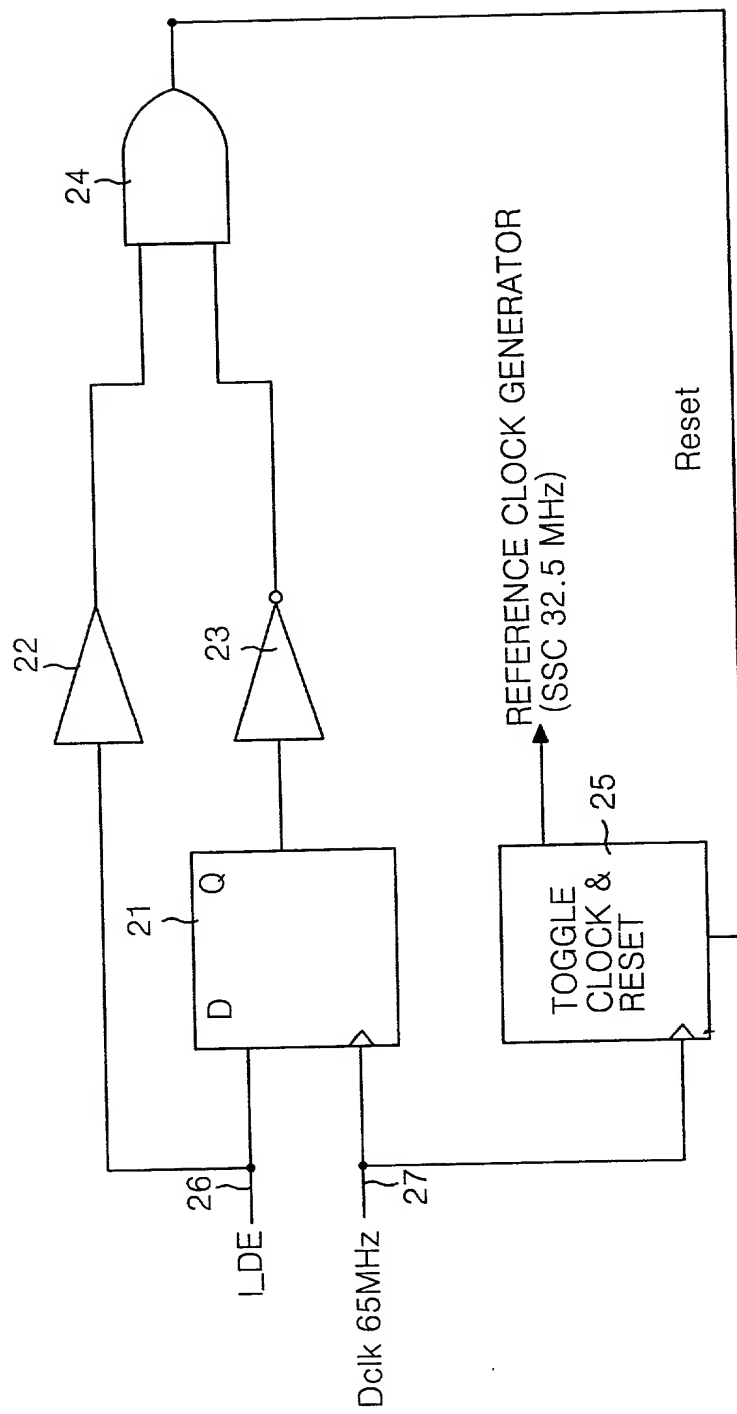 24
22
23
21
D Q
26
I_DE
27
Dclk 65MHz
REFERENCE CLOCK GENERATOR
(SSC 32.5 MHz)
25
TOGGLE
CLOCK &
RESET
Reset